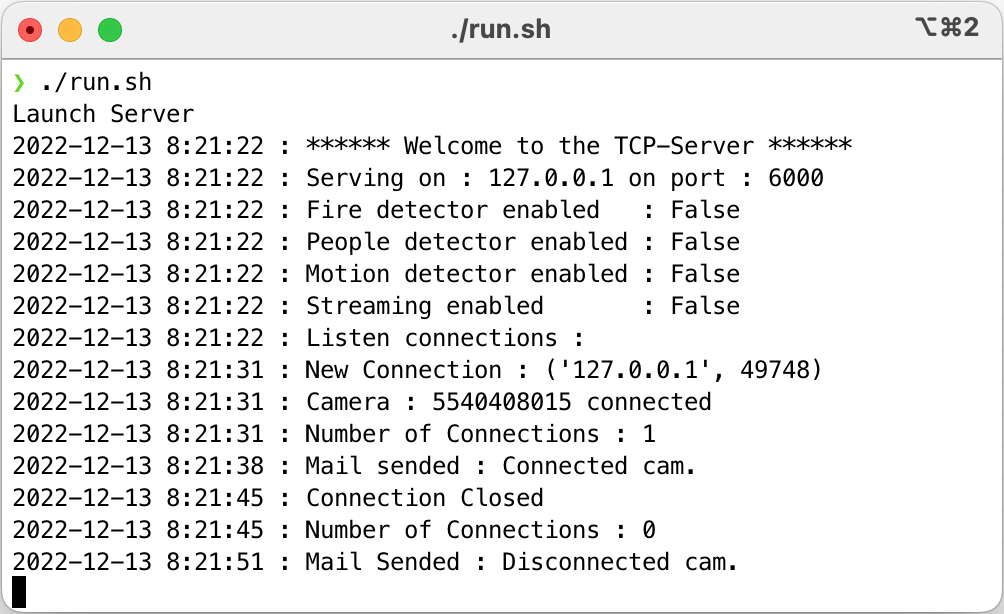 ./run.sh
⌥⌘2
❯ ./run.sh
Launch Server
2022-12-13 8:21:22 : ****** Welcome to the TCP-Server ******
2022-12-13 8:21:22 : Serving on : 127.0.0.1 on port : 6000
2022-12-13 8:21:22 : Fire detector enabled   : False
2022-12-13 8:21:22 : People detector enabled : False
2022-12-13 8:21:22 : Motion detector enabled : False
2022-12-13 8:21:22 : Streaming enabled       : False
2022-12-13 8:21:22 : Listen connections :
2022-12-13 8:21:31 : New Connection : ('127.0.0.1', 49748)
2022-12-13 8:21:31 : Camera : 5540408015 connected
2022-12-13 8:21:31 : Number of Connections : 1
2022-12-13 8:21:38 : Mail sended : Connected cam.
2022-12-13 8:21:45 : Connection Closed
2022-12-13 8:21:45 : Number of Connections : 0
2022-12-13 8:21:51 : Mail Sended : Disconnected cam.